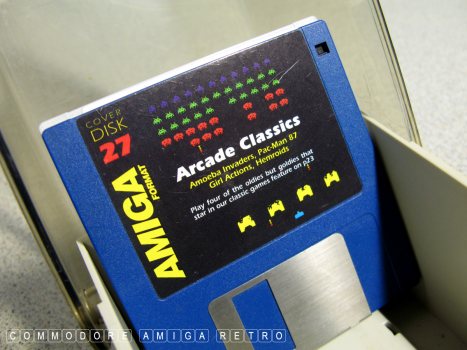 COVER
DISK
27
AMIGA
FORMAT
Arcade Classics
Amoeba Invaders, Pac-Man 87
Girl Actions, Hemroids
Play four of the oldies but goldies that
star in our classic games feature on p23
COMMODORE AMIGA RETRO